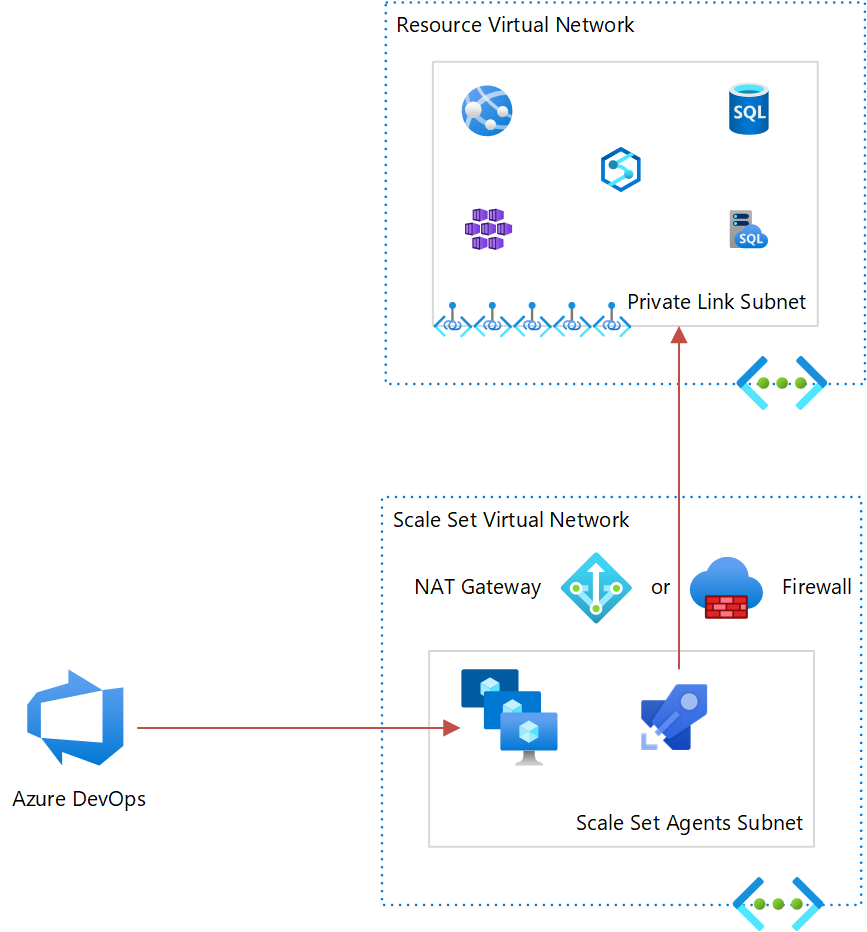 Resource Virtual Network
SQL
SQL
Private Link Subnet
Scale Set Virtual Network
NAT Gateway or Firewall
Azure DevOps
Scale Set Agents Subnet